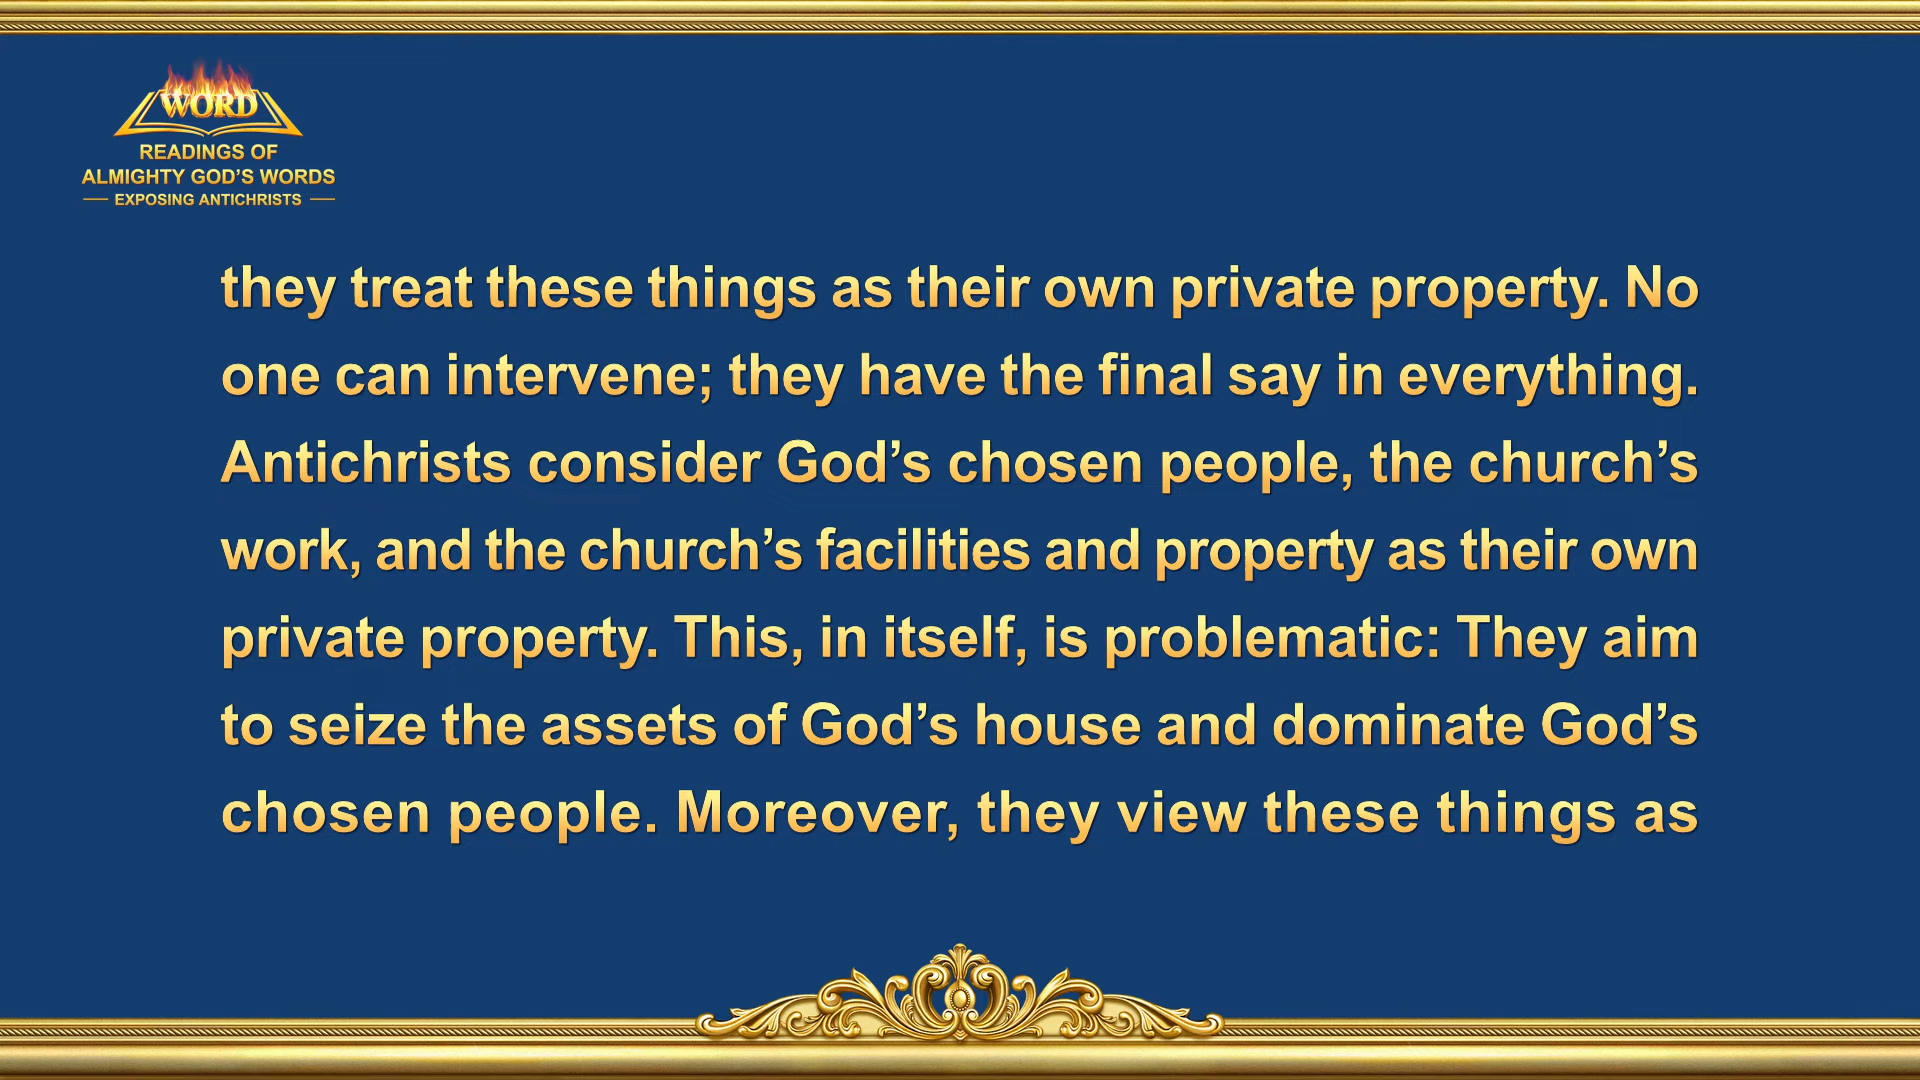 WORD
READINGS OF
ALMIGHTY GOD’S WORDS
EXPOSING ANTICHRISTS
they treat these things as their own private property. No
one can intervene; they have the final say in everything.
Antichrists consider God’s chosen people, the church’s
work, and the church’s facilities and property as their own
private property. This, in itself, is problematic: They aim
to seize the assets of God’s house and dominate God’s
chosen people. Moreover, they view these things as